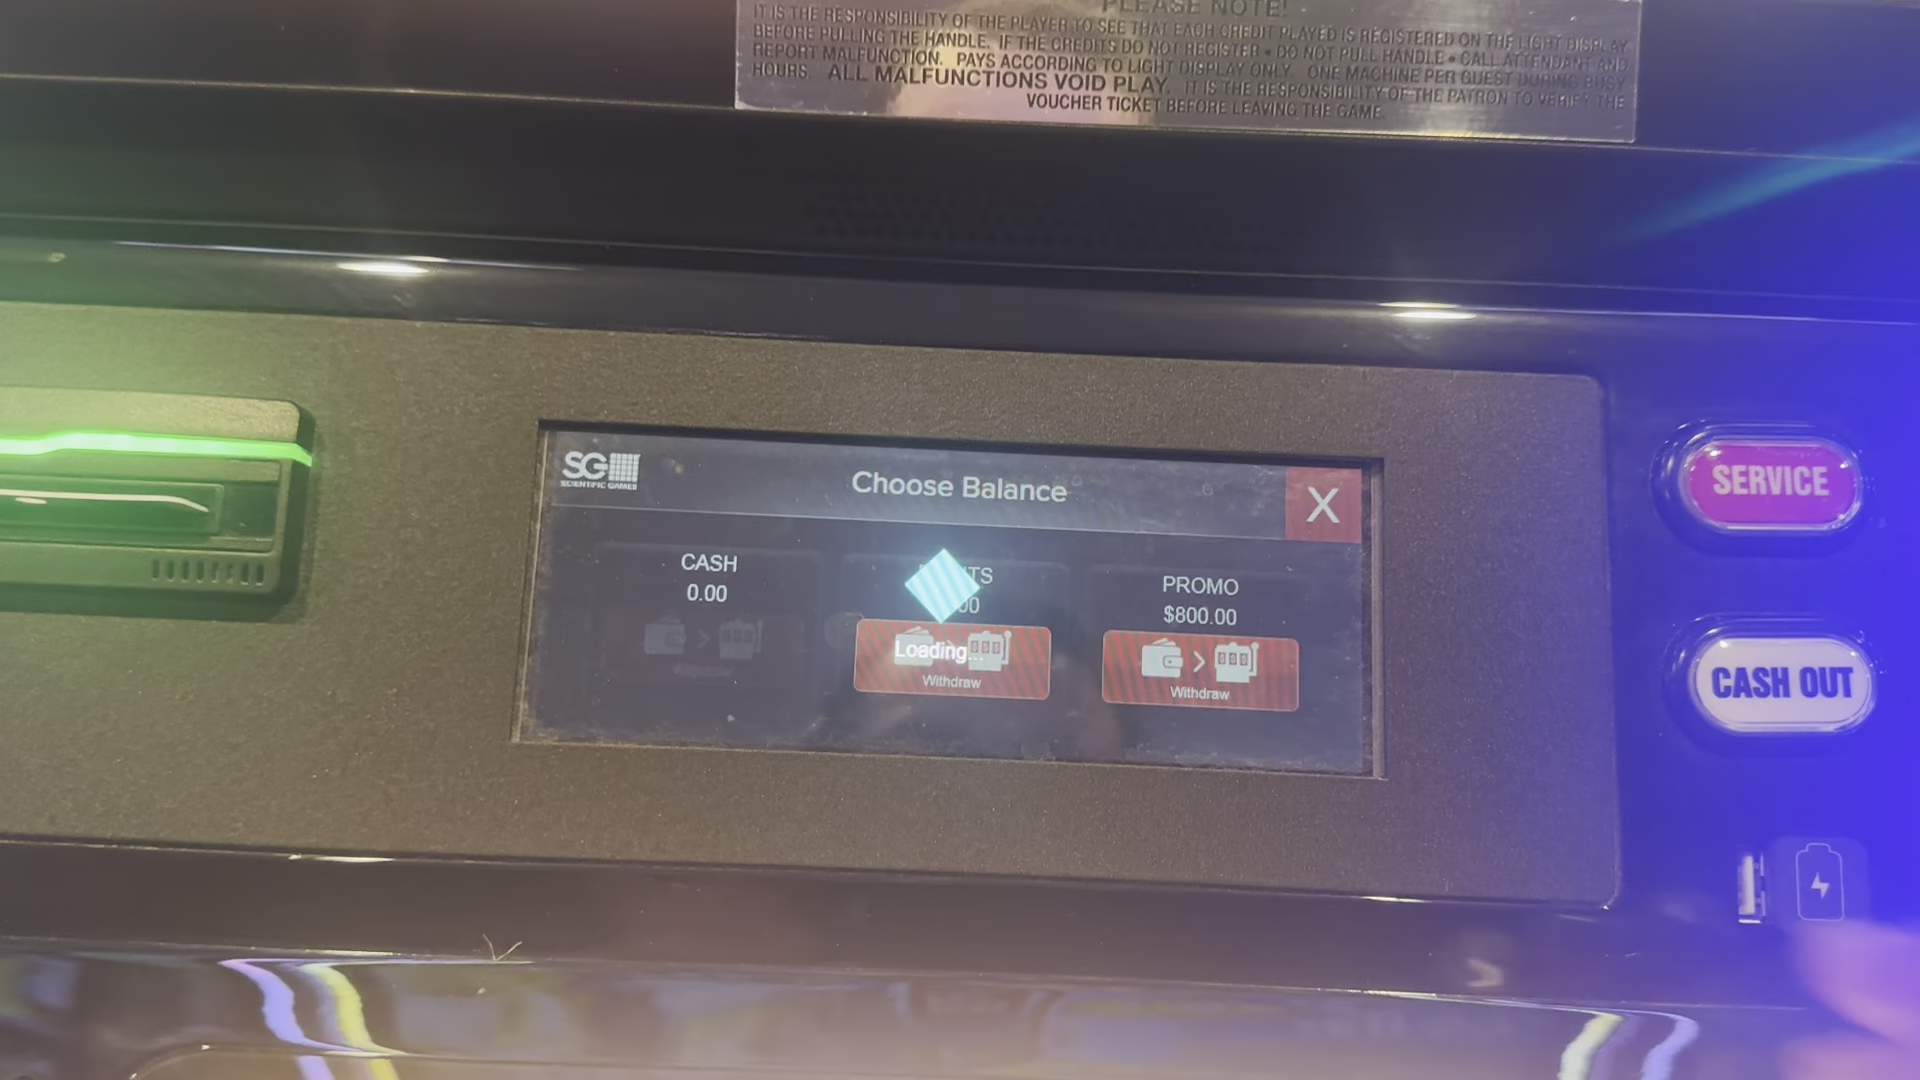 PLEASE NOTE!
IT IS THE RESPONSIBILITY OF THE PLAYER TO SEE THAT EACH CREDIT PLAYED IS REGISTERED ON THE LIGHT DISPLAY
BEFORE PULLING THE HANDLE. IF THE CREDITS DO NOT REGISTER • DO NOT PULL HANDLE • CALL ATTENDANT AND
REPORT MALFUNCTION. PAYS ACCORDING TO LIGHT DISPLAY ONLY. ONE MACHINE PER GUEST DURING BUSY
HOURS. ALL MALFUNCTIONS VOID PLAY. IT IS THE RESPONSIBILITY OF THE PATRON TO VERIFY THE
VOUCHER TICKET BEFORE LEAVING THE GAME.
SG
SCIENTIFIC GAMES
Choose Balance
X
SERVICE
CASH
0.00
PROMO
$800.00
Loading...
Withdraw
Withdraw
CASH OUT